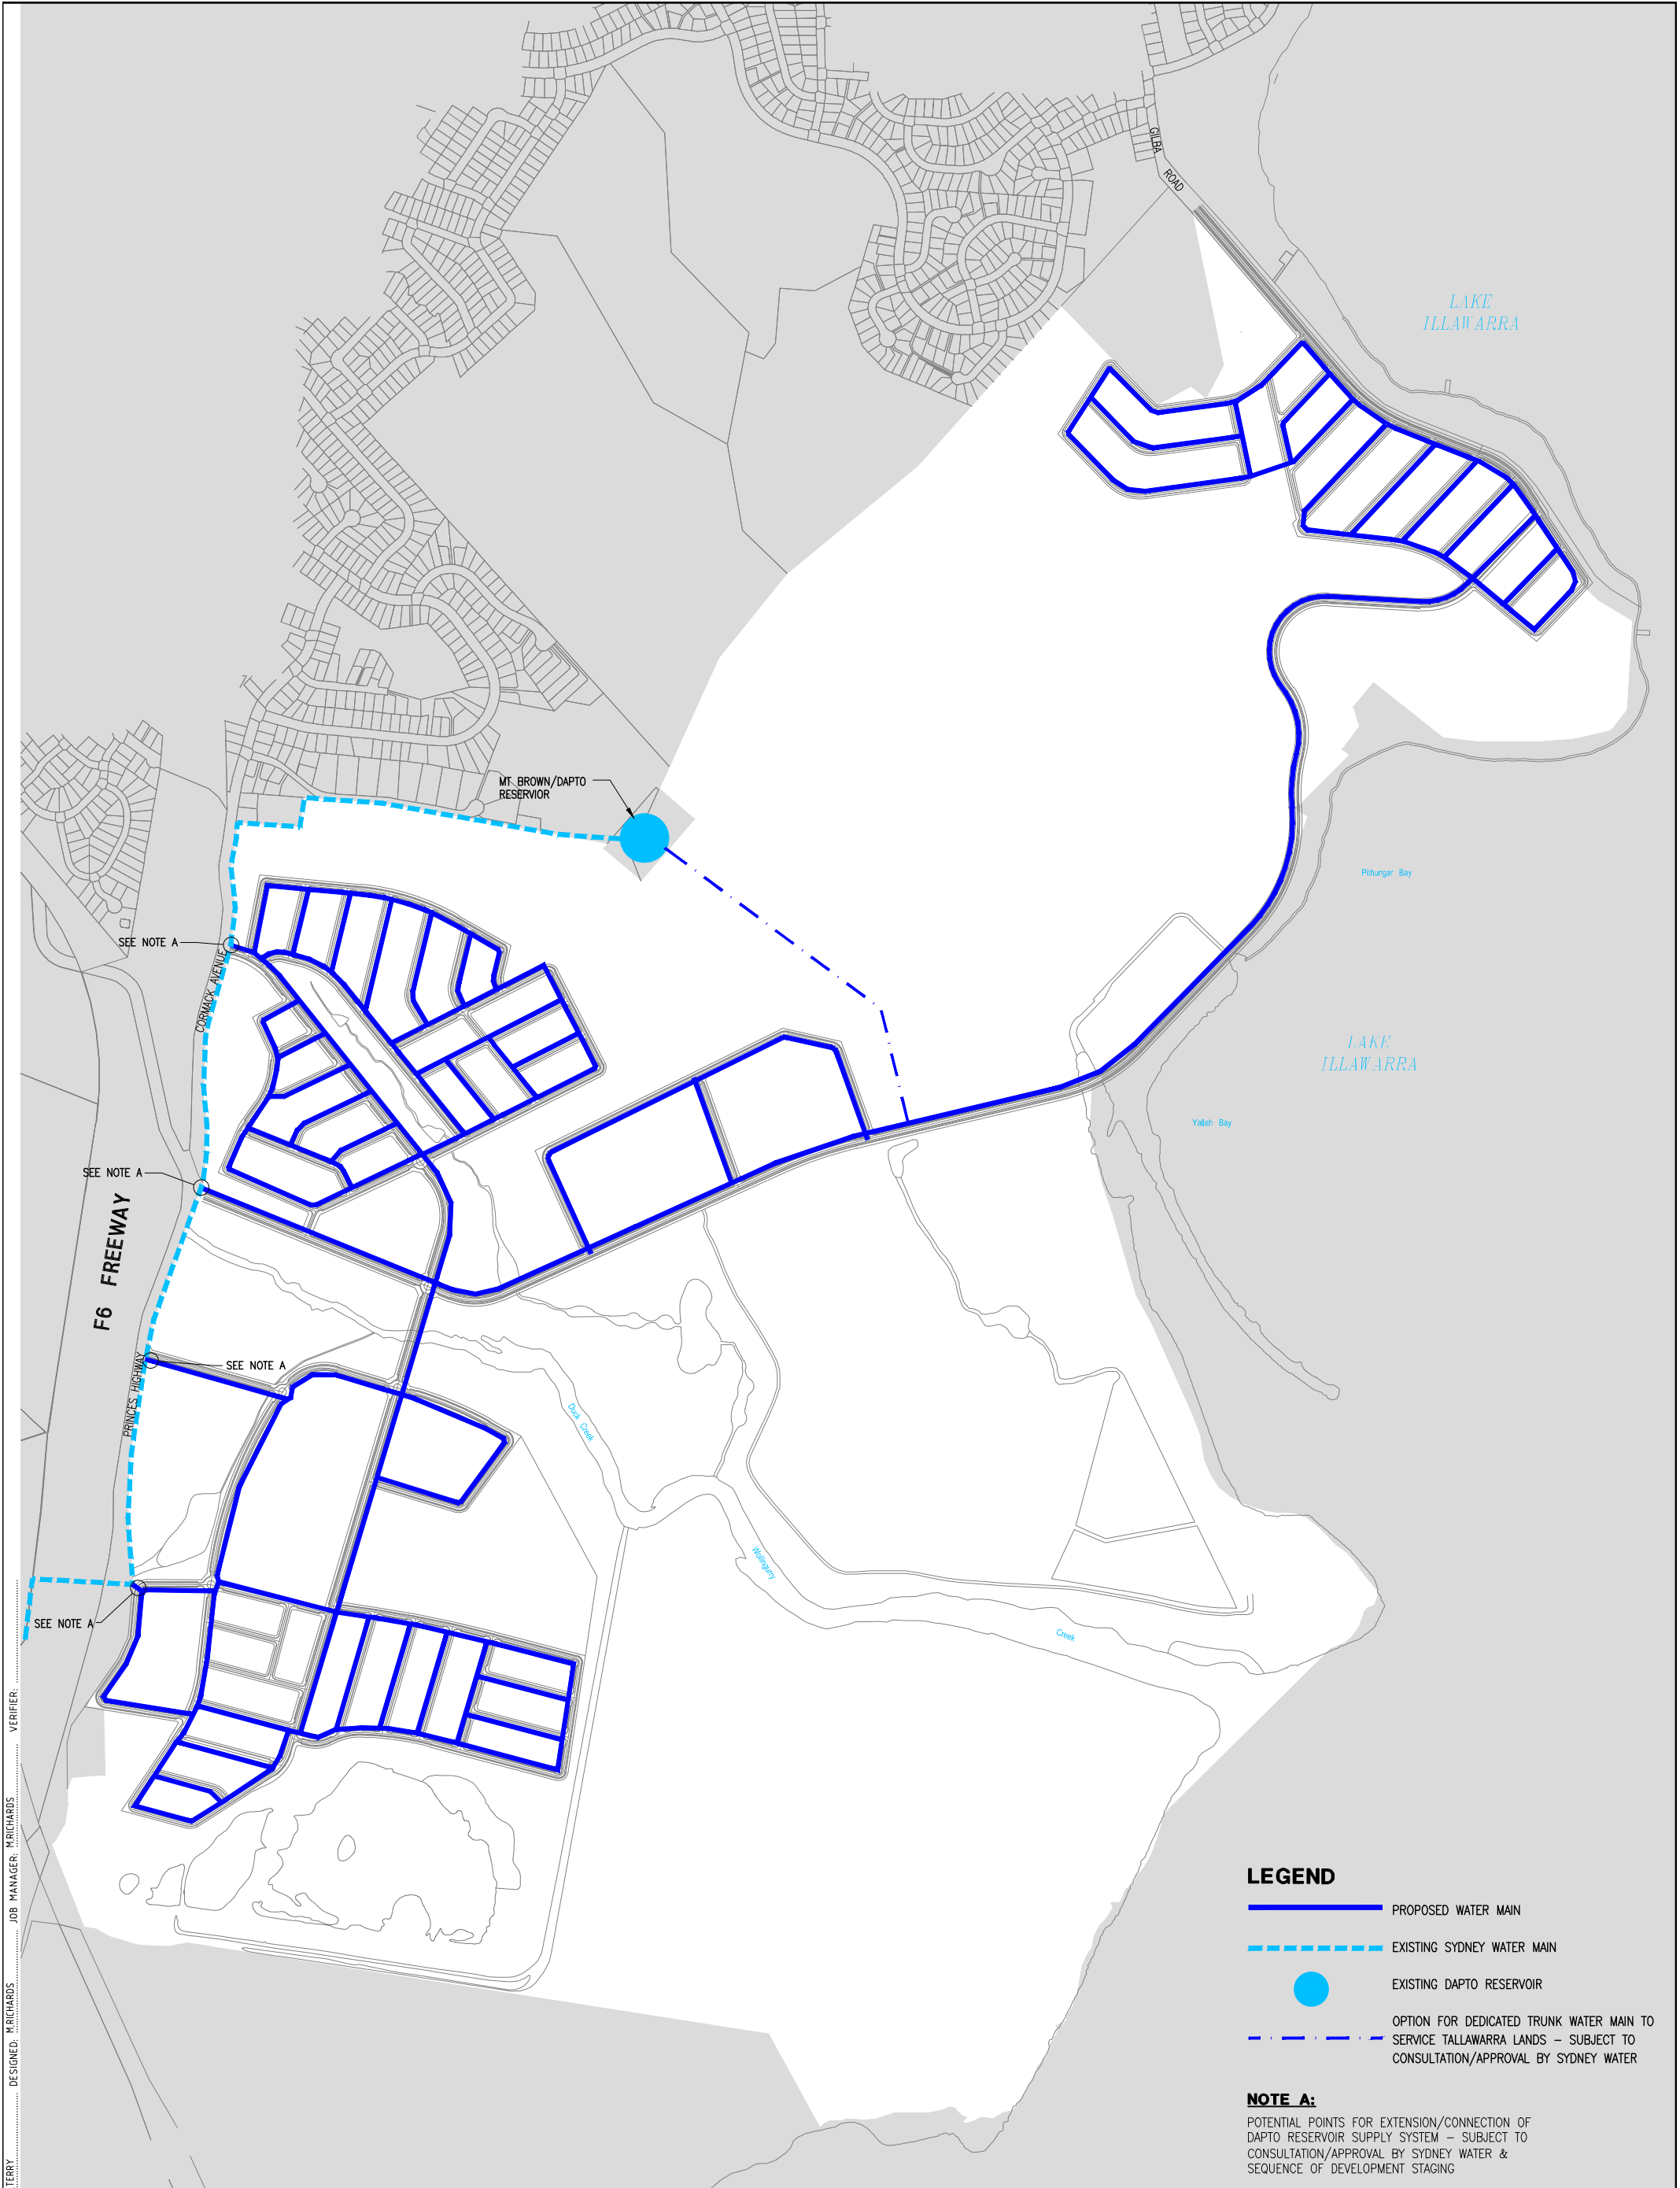 GILBA
ROAD
LAKE
ILLAWARRA
MT BROWN/DAPTO
RESERVIOR
Pithungar Bay
SEE NOTE A
CORMACK AVENUE
LAKE
ILLAWARRA
Yallah Bay
SEE NOTE A
F6 FREEWAY
SEE NOTE A
PRINCES HIGHWAY
Duck Creek
Wollingurry
Creek
SEE NOTE A
VERIFIER:
JOB MANAGER: M.RICHARDS
DESIGNED: M.RICHARDS
TERRY
LEGEND
PROPOSED WATER MAIN
EXISTING SYDNEY WATER MAIN
EXISTING DAPTO RESERVOIR
OPTION FOR DEDICATED TRUNK WATER MAIN TO
SERVICE TALLAWARRA LANDS – SUBJECT TO
CONSULTATION/APPROVAL BY SYDNEY WATER
NOTE A:
POTENTIAL POINTS FOR EXTENSION/CONNECTION OF
DAPTO RESERVOIR SUPPLY SYSTEM – SUBJECT TO
CONSULTATION/APPROVAL BY SYDNEY WATER &
SEQUENCE OF DEVELOPMENT STAGING